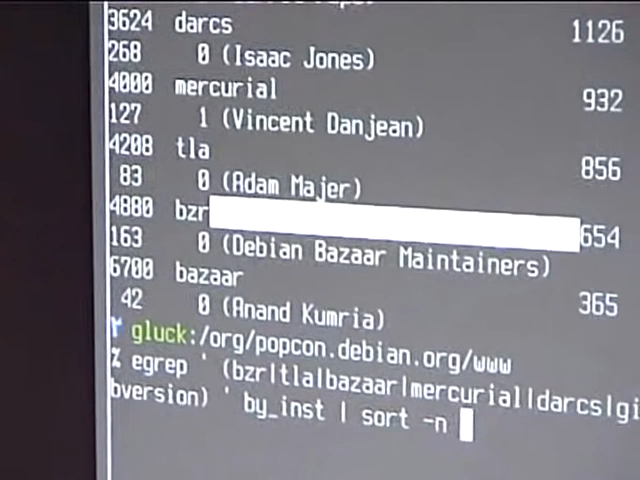 3624 darcs 1126
268 0 (Isaac Jones)
4000 mercurial 932
127 1 (Vincent Danjean)
4208 tla 856
83 0 (Adam Majer)
4880 bzr 654
163 0 (Debian Bazaar Maintainers)
6700 bazaar 365
42 0 (Anand Kumria)
gluck:/org/popcon.debian.org/www
% egrep ' (bzr|tla|bazaar|mercurial|darcs|gi
bversion) ' by_inst | sort -n